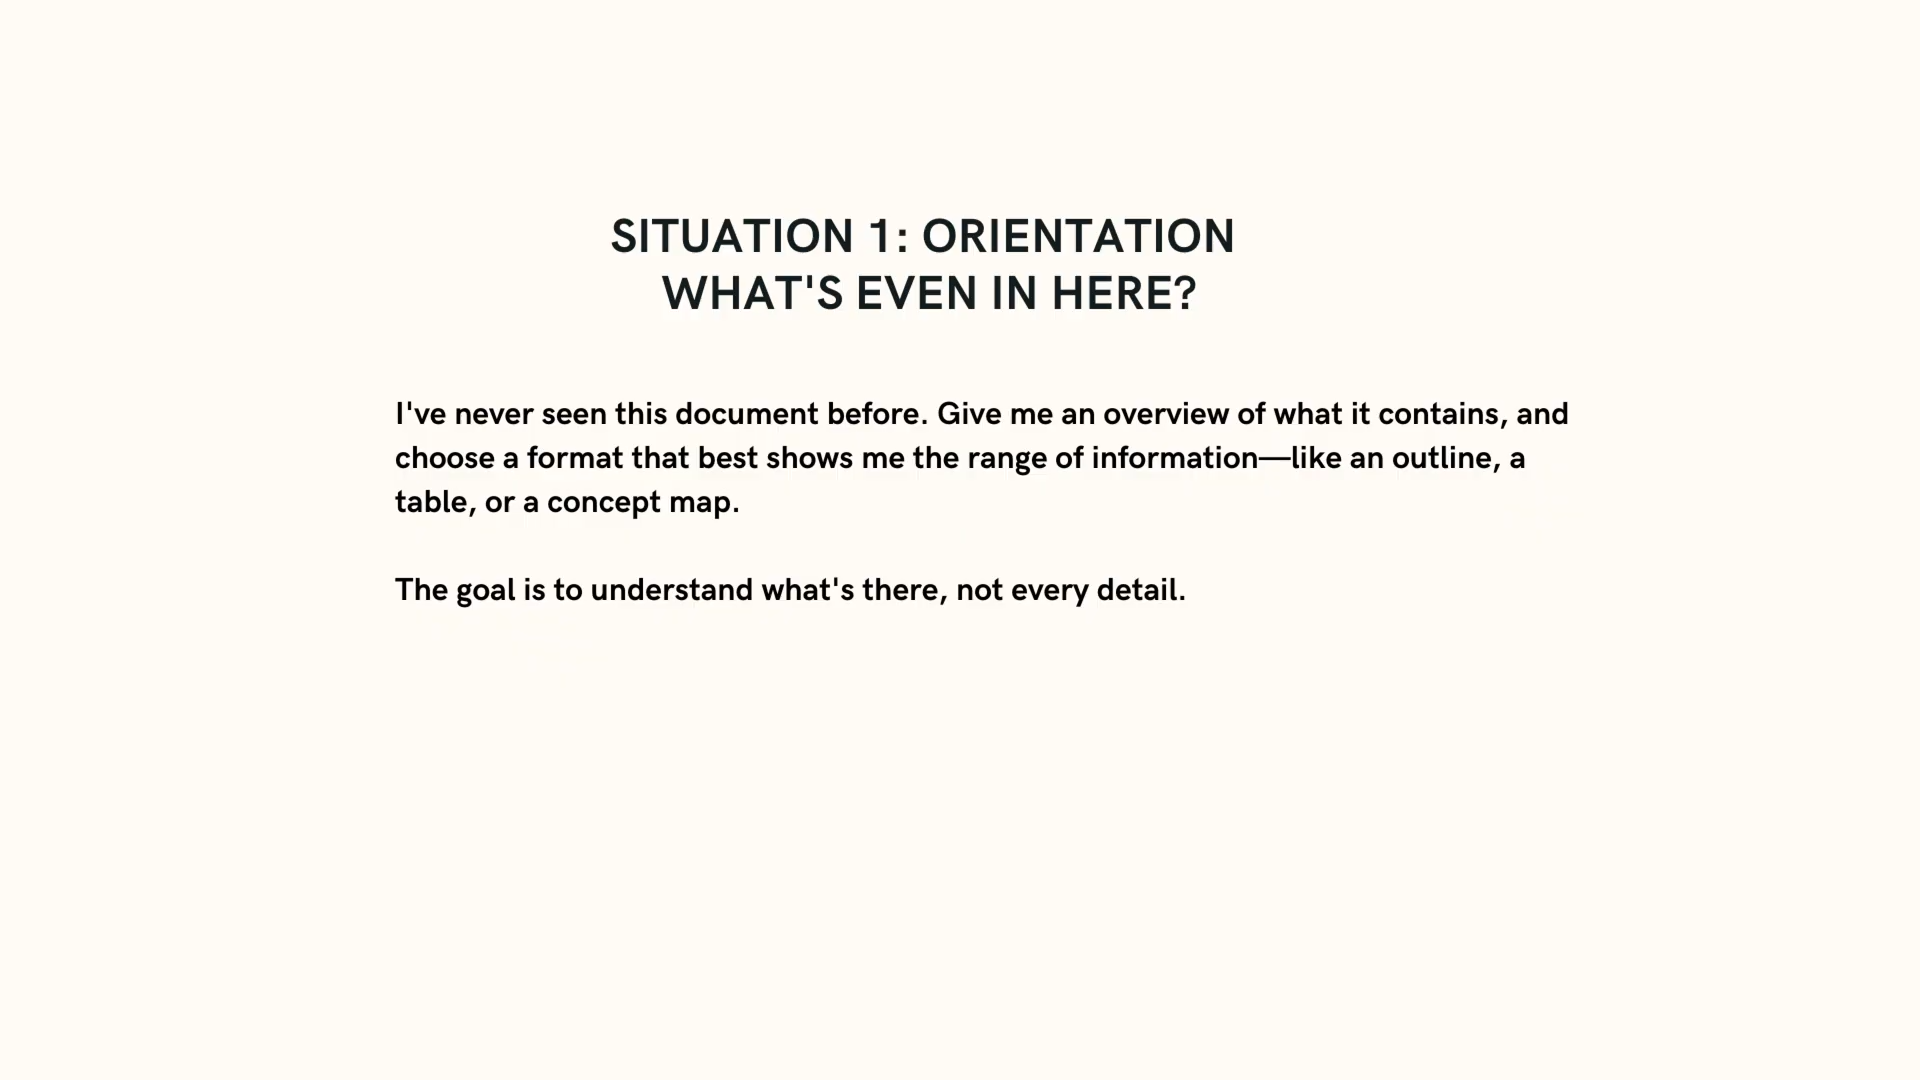 SITUATION 1: ORIENTATION
WHAT'S EVEN IN HERE?
I've never seen this document before. Give me an overview of what it contains, and
choose a format that best shows me the range of information—like an outline, a
table, or a concept map.
The goal is to understand what's there, not every detail.